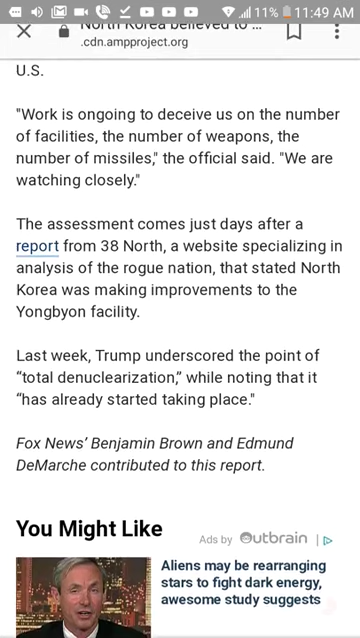 11% 11:49 AM
North Korea believed to ...
.cdn.ampproject.org
U.S.
"Work is ongoing to deceive us on the number
of facilities, the number of weapons, the
number of missiles," the official said. "We are
watching closely."
The assessment comes just days after a
report from 38 North, a website specializing in
analysis of the rogue nation, that stated North
Korea was making improvements to the
Yongbyon facility.
Last week, Trump underscored the point of
“total denuclearization,” while noting that it
“has already started taking place."
Fox News’ Benjamin Brown and Edmund
DeMarche contributed to this report.
You Might Like
Ads by Outbrain
Aliens may be rearranging
stars to fight dark energy,
awesome study suggests